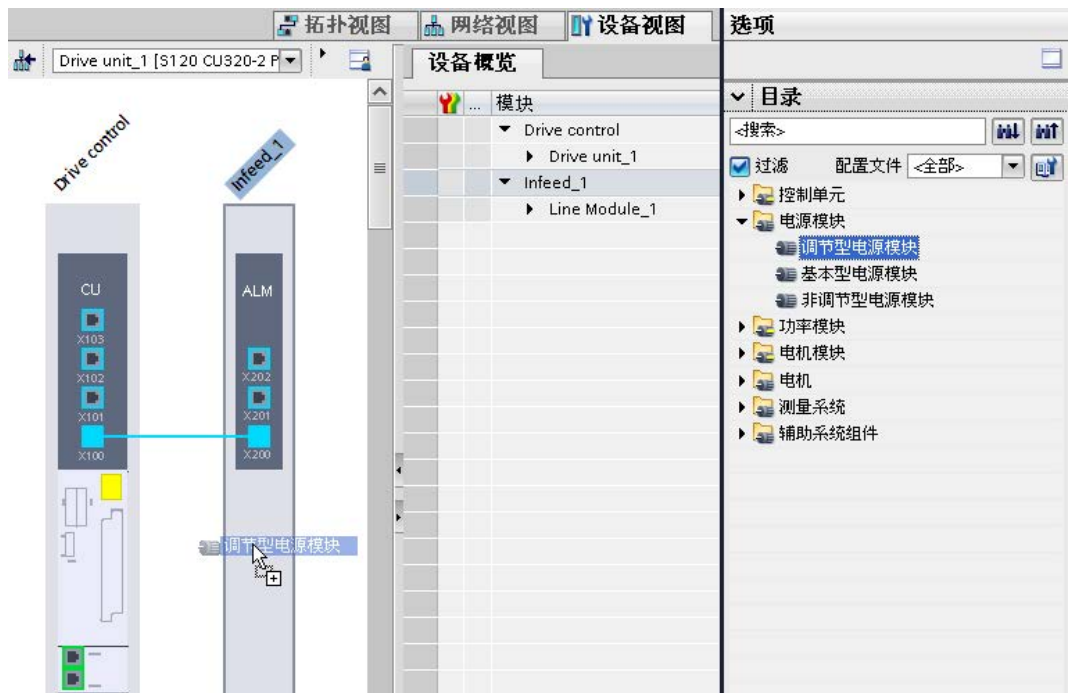 拓扑视图 网络视图 设备视图 选项
Drive unit_1 [S120 CU320-2 P
设备概览
目录
... 模块
<搜索>
Drive control
Drive unit_1
Infeed_1
Line Module_1
过滤 配置文件 <全部>
控制单元
电源模块
调节型电源模块
基本型电源模块
非调节型电源模块
功率模块
电机模块
电机
测量系统
辅助系统组件
Drive control
Infeed_1
CU
X103
X102
X101
X100
ALM
X202
X201
X200
调节型电源模块